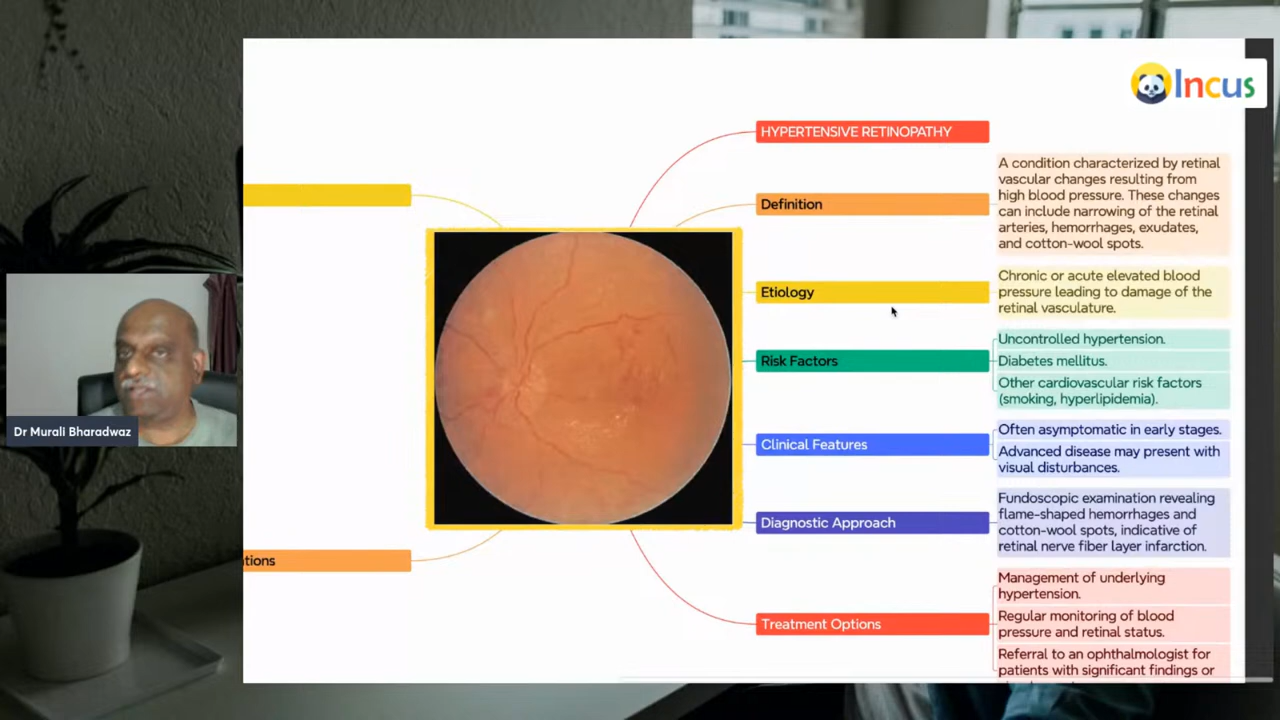 Incus
HYPERTENSIVE RETINOPATHY
Definition
A condition characterized by retinal
vascular changes resulting from
high blood pressure. These changes
can include narrowing of the retinal
arteries, hemorrhages, exudates,
and cotton-wool spots.
Etiology
Chronic or acute elevated blood
pressure leading to damage of the
retinal vasculature.
Risk Factors
Uncontrolled hypertension.
Diabetes mellitus.
Other cardiovascular risk factors
(smoking, hyperlipidemia).
Clinical Features
Often asymptomatic in early stages.
Advanced disease may present with
visual disturbances.
Diagnostic Approach
Fundoscopic examination revealing
flame-shaped hemorrhages and
cotton-wool spots, indicative of
retinal nerve fiber layer infarction.
Treatment Options
Management of underlying
hypertension.
Regular monitoring of blood
pressure and retinal status.
Referral to an ophthalmologist for
patients with significant findings or
tions
Dr Murali Bharadwaz